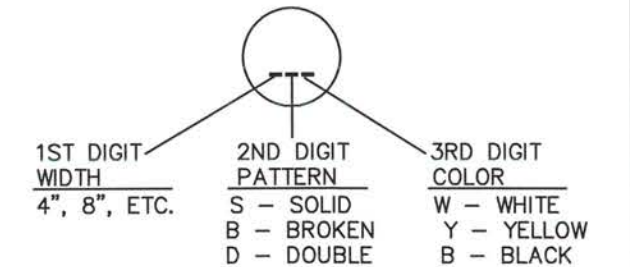 1ST DIGIT
WIDTH
4", 8", ETC.
2ND DIGIT
PATTERN
S – SOLID
B – BROKEN
D – DOUBLE
3RD DIGIT
COLOR
W – WHITE
Y – YELLOW
B – BLACK